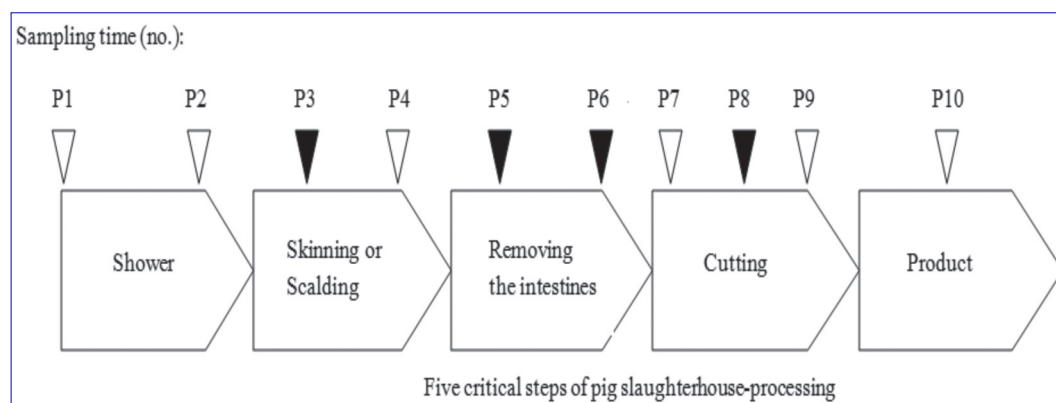 Sampling time (no.):
P1 P2 P3 P4 P5 P6 P7 P8 P9 P10
Shower
Skinning or
Scalding
Removing
the intestines
Cutting
Product
Five critical steps of pig slaughterhouse-processing